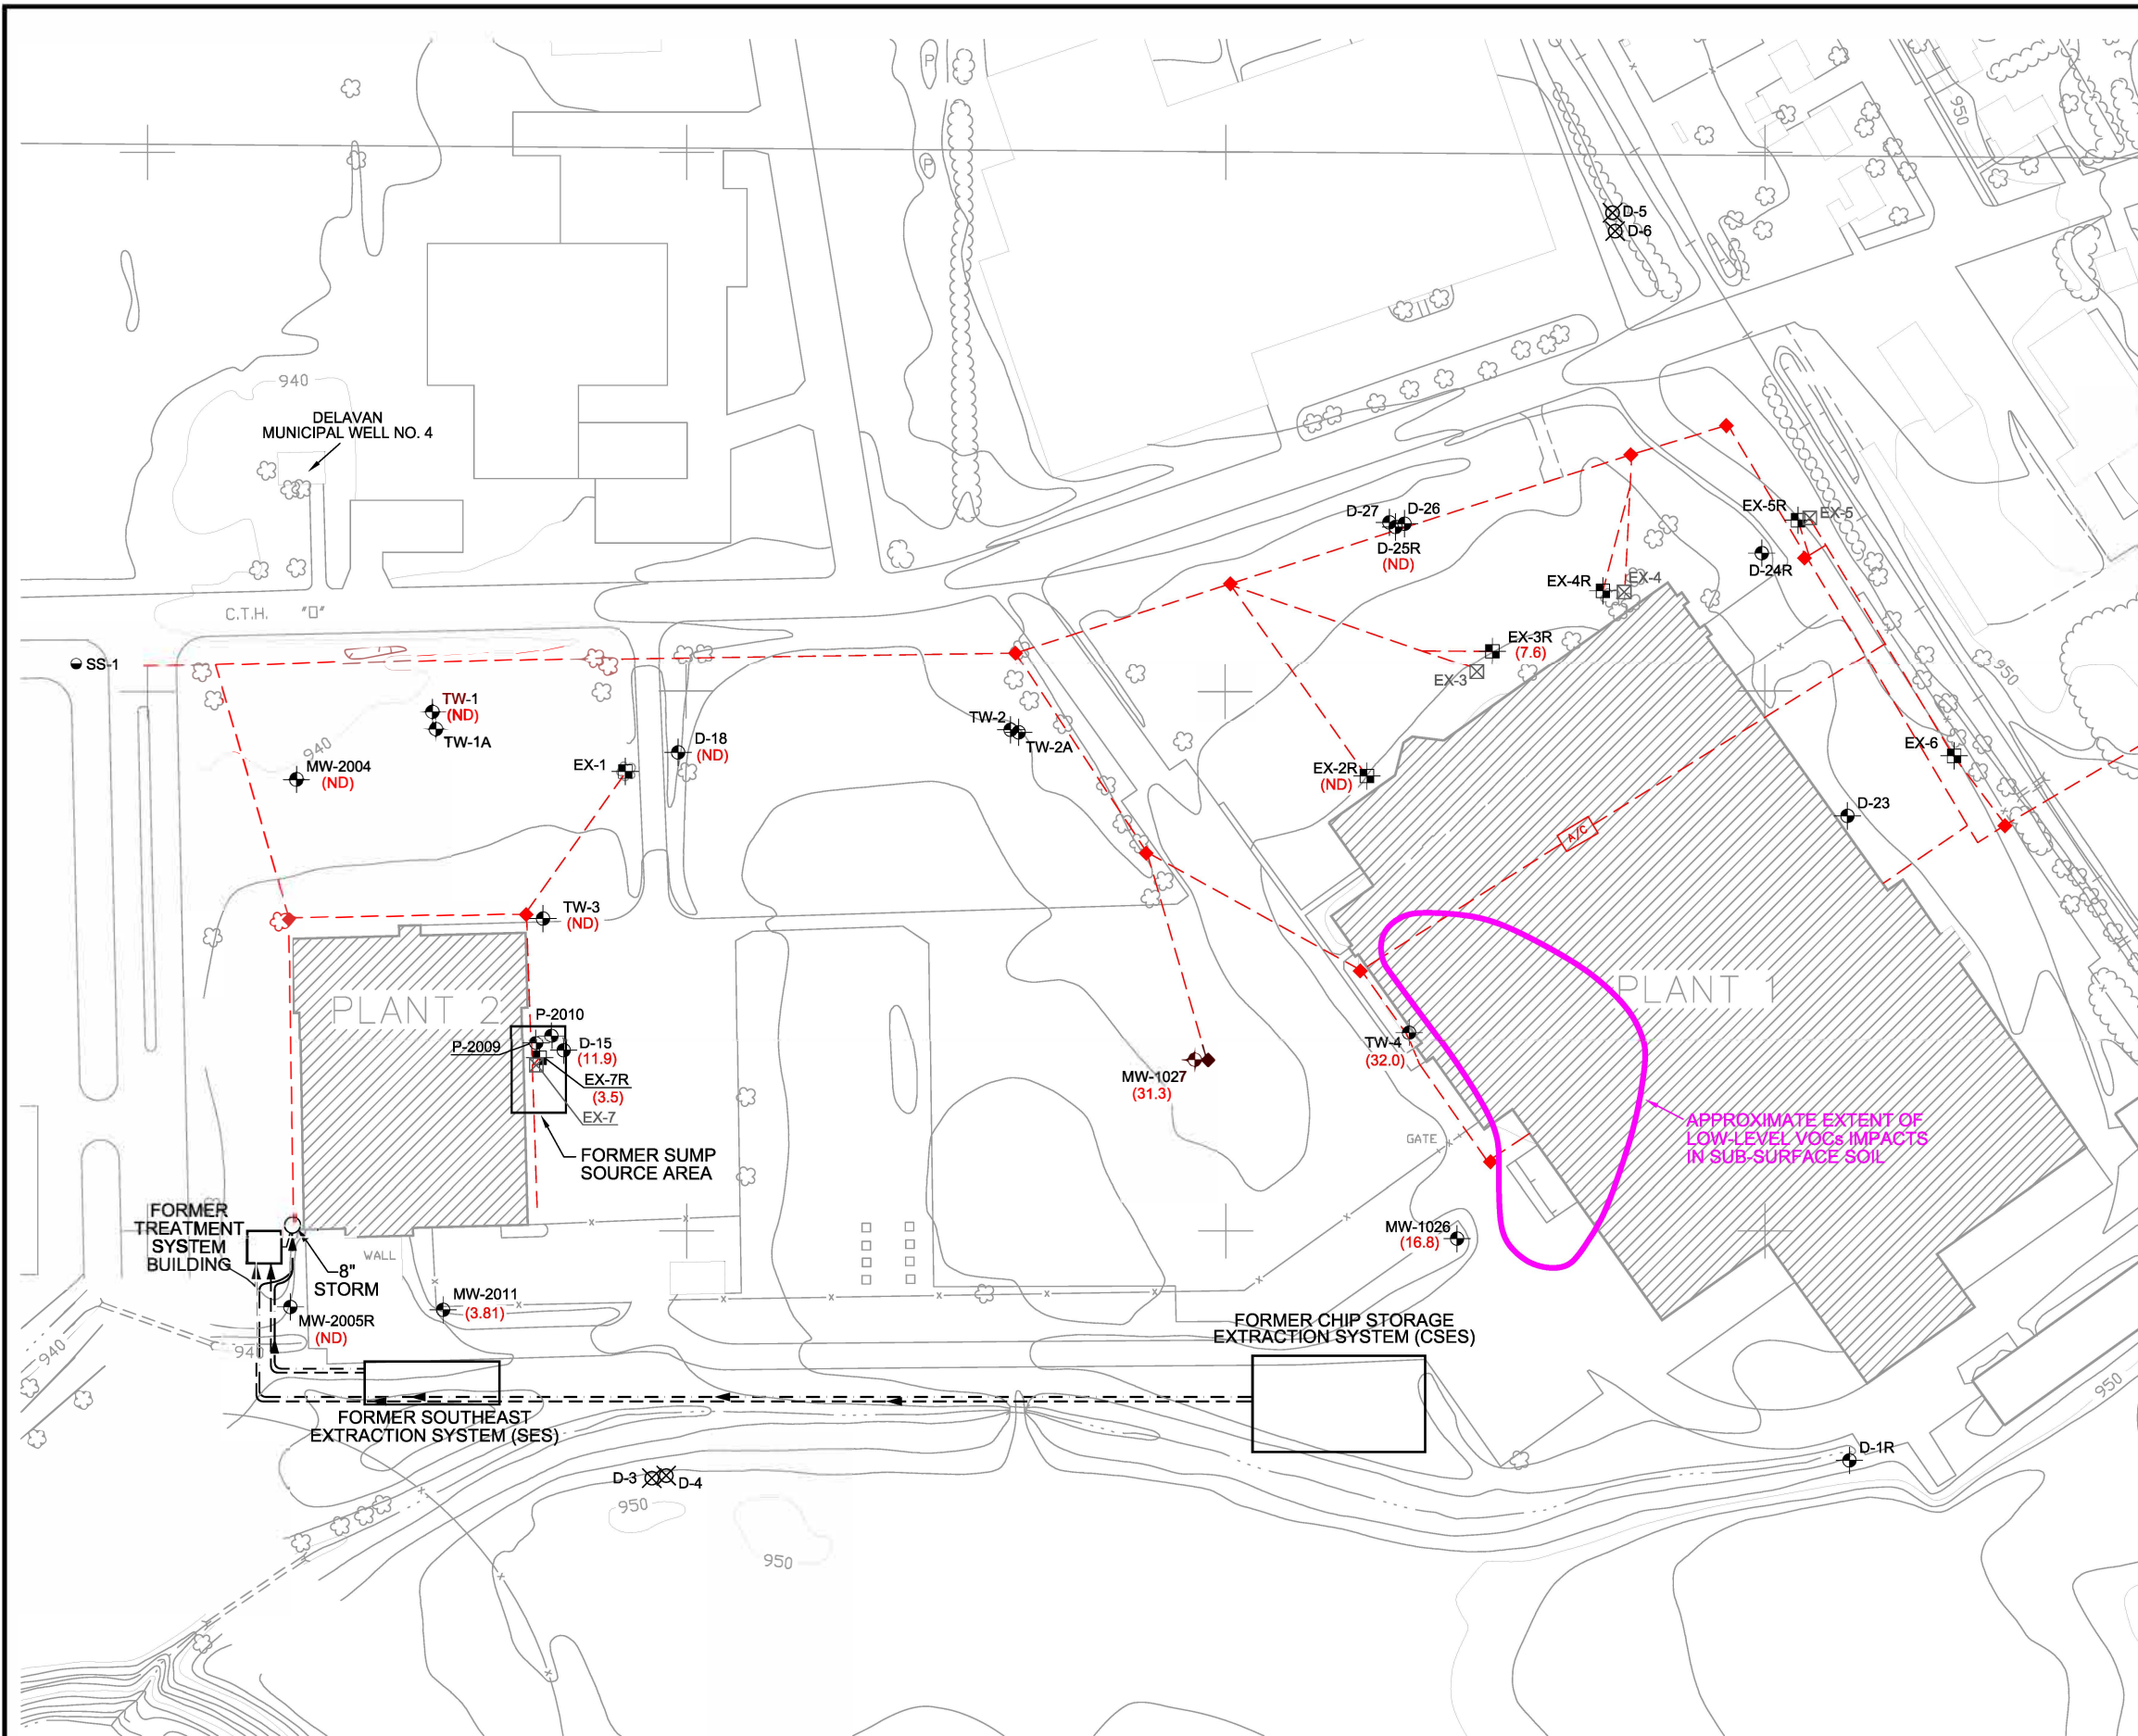 P
P
950
D-5
D-6
940
DELAVAN
MUNICIPAL WELL NO. 4
D-27
D-26
D-25R
(ND)
EX-5R
EX-5
D-24R
EX-4R
EX-4
C.T.H. "O"
EX-3R
(7.6)
EX-3
SS-1
950
TW-1
(ND)
TW-1A
940
MW-2004
(ND)
D-18
(ND)
EX-1
TW-2
TW-2A
EX-2R
(ND)
EX-6
D-23
A/C
TW-3
(ND)
PLANT 2
PLANT 1
P-2010
P-2009
D-15
(11.9)
EX-7R
(3.5)
EX-7
TW-4
(32.0)
MW-1027
(31.3)
FORMER SUMP
SOURCE AREA
GATE
APPROXIMATE EXTENT OF
LOW-LEVEL VOCs IMPACTS
IN SUB-SURFACE SOIL
FORMER
TREATMENT
SYSTEM
BUILDING
WALL
8"
STORM
MW-1026
(16.8)
MW-2011
(3.81)
MW-2005R
(ND)
940
940
FORMER CHIP STORAGE
EXTRACTION SYSTEM (CSES)
950
FORMER SOUTHEAST
EXTRACTION SYSTEM (SES)
D-1R
D-3
D-4
950
950